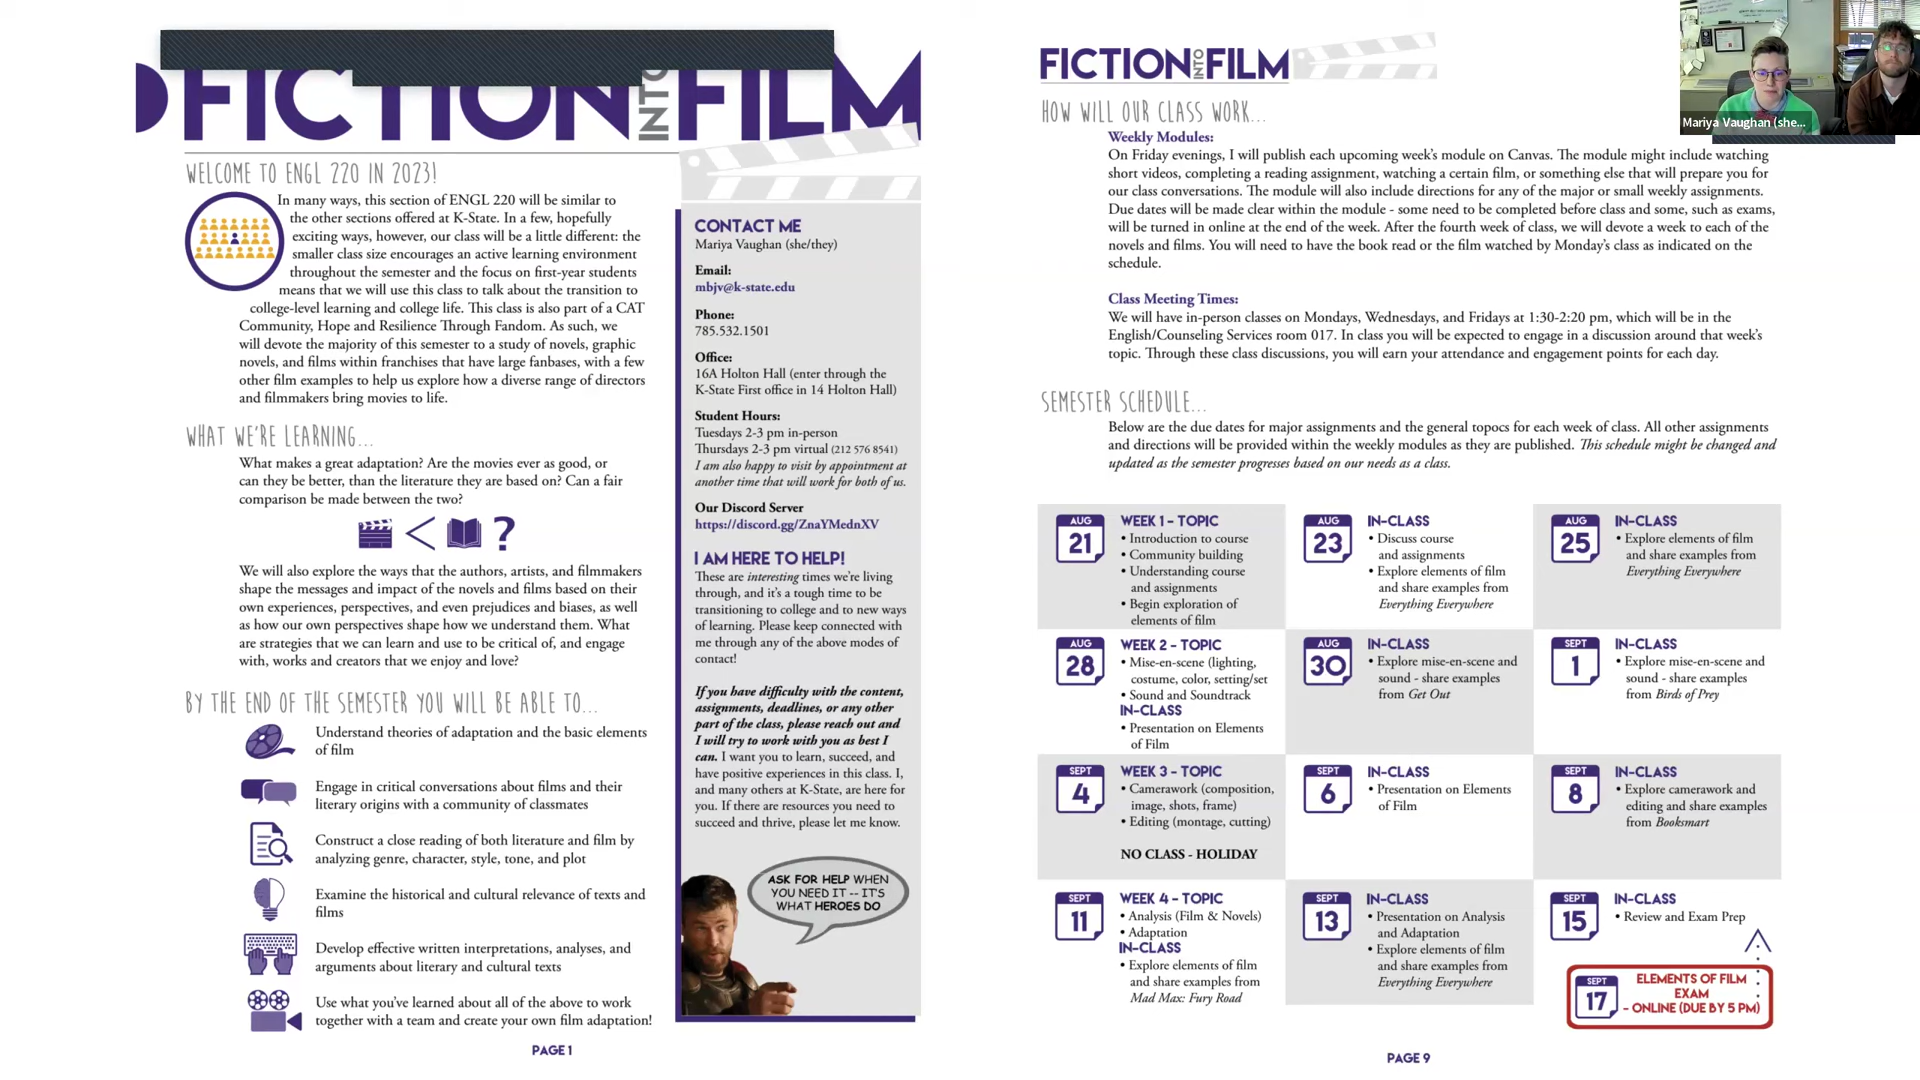 FICTION INTO FILM
WELCOME TO ENGL 220 IN 2023!
In many ways, this section of ENGL 220 will be similar to
the other sections offered at K-State. In a few, hopefully
exciting ways, however, our class will be a little different: the
smaller class size encourages an active learning environment
throughout the semester and the focus on first-year students
means that we will use this class to talk about the transition to
college-level learning and college life. This class is also part of a CAT
Community, Hope and Resilience Through Fandom. As such, we
will devote the majority of this semester to a study of novels, graphic
novels, and films within franchises that have large fanbases, with a few
other film examples to help us explore how a diverse range of directors
and filmmakers bring movies to life.
WHAT WE'RE LEARNING...
What makes a great adaptation? Are the movies ever as good, or
can they be better, than the literature they are based on? Can a fair
comparison be made between the two?
< ?
We will also explore the ways that the authors, artists, and filmmakers
shape the messages and impact of the novels and films based on their
own experiences, perspectives, and even prejudices and biases, as well
as how our own perspectives shape how we understand them. What
are strategies that we can learn and use to be critical of, and engage
with, works and creators that we enjoy and love?
BY THE END OF THE SEMESTER YOU WILL BE ABLE TO...
Understand theories of adaptation and the basic elements
of film
Engage in critical conversations about films and their
literary origins with a community of classmates
Construct a close reading of both literature and film by
analyzing genre, character, style, tone, and plot
Examine the historical and cultural relevance of texts and
films
Develop effective written interpretations, analyses, and
arguments about literary and cultural texts
Use what you've learned about all of the above to work
together with a team and create your own film adaptation!
PAGE 1
CONTACT ME
Mariya Vaughan (she/they)
Email:
mbjv@k-state.edu
Phone:
785.532.1501
Office:
16A Holton Hall (enter through the
K-State First office in 14 Holton Hall)
Student Hours:
Tuesdays 2-3 pm in-person
Thursdays 2-3 pm virtual (212 576 8541)
I am also happy to visit by appointment at
another time that will work for both of us.
Our Discord Server
https://discord.gg/ZnaYMednXV
I AM HERE TO HELP!
These are interesting times we're living
through, and it's a tough time to be
transitioning to college and to new ways
of learning. Please keep connected with
me through any of the above modes of
contact!
If you have difficulty with the content,
assignments, deadlines, or any other
part of the class, please reach out and
I will try to work with you as best I
can. I want you to learn, succeed, and
have positive experiences in this class. I,
and many others at K-State, are here for
you. If there are resources you need to
succeed and thrive, please let me know.
ASK FOR HELP WHEN
YOU NEED IT -- IT'S
WHAT HEROES DO
FICTION INTO FILM
HOW WILL OUR CLASS WORK...
Weekly Modules:
On Friday evenings, I will publish each upcoming week's module on Canvas. The module might include watching
short videos, completing a reading assignment, watching a certain film, or something else that will prepare you for
our class conversations. The module will also include directions for any of the major or small weekly assignments.
Due dates will be made clear within the module - some need to be completed before class and some, such as exams,
will be turned in online at the end of the week. After the fourth week of class, we will devote a week to each of the
novels and films. You will need to have the book read or the film watched by Monday's class as indicated on the
schedule.
Class Meeting Times:
We will have in-person classes on Mondays, Wednesdays, and Fridays at 1:30-2:20 pm, which will be in the
English/Counseling Services room 017. In class you will be expected to engage in a discussion around that week's
topic. Through these class discussions, you will earn your attendance and engagement points for each day.
SEMESTER SCHEDULE...
Below are the due dates for major assignments and the general topocs for each week of class. All other assignments
and directions will be provided within the weekly modules as they are published. This schedule might be changed and
updated as the semester progresses based on our needs as a class.
AUG 21
WEEK 1 - TOPIC
• Introduction to course
• Community building
• Understanding course
and assignments
• Begin exploration of
elements of film
AUG 23
IN-CLASS
• Discuss course
and assignments
• Explore elements of film
and share examples from
Everything Everywhere
AUG 25
IN-CLASS
• Explore elements of film
and share examples from
Everything Everywhere
AUG 28
WEEK 2 - TOPIC
• Mise-en-scene (lighting,
costume, color, setting/set
• Sound and Soundtrack
IN-CLASS
• Presentation on Elements
of Film
AUG 30
IN-CLASS
• Explore mise-en-scene and
sound - share examples
from Get Out
SEPT 1
IN-CLASS
• Explore mise-en-scene and
sound - share examples
from Birds of Prey
SEPT 4
WEEK 3 - TOPIC
• Camerawork (composition,
image, shots, frame)
• Editing (montage, cutting)
NO CLASS - HOLIDAY
SEPT 6
IN-CLASS
• Presentation on Elements
of Film
SEPT 8
IN-CLASS
• Explore camerawork and
editing and share examples
from Booksmart
SEPT 11
WEEK 4 - TOPIC
• Analysis (Film & Novels)
• Adaptation
IN-CLASS
• Explore elements of film
and share examples from
Mad Max: Fury Road
SEPT 13
IN-CLASS
• Presentation on Analysis
and Adaptation
• Explore elements of film
and share examples from
Everything Everywhere
SEPT 15
IN-CLASS
• Review and Exam Prep
SEPT 17
ELEMENTS OF FILM
EXAM
- ONLINE (DUE BY 5 PM)
PAGE 9
Mariya Vaughan (she...